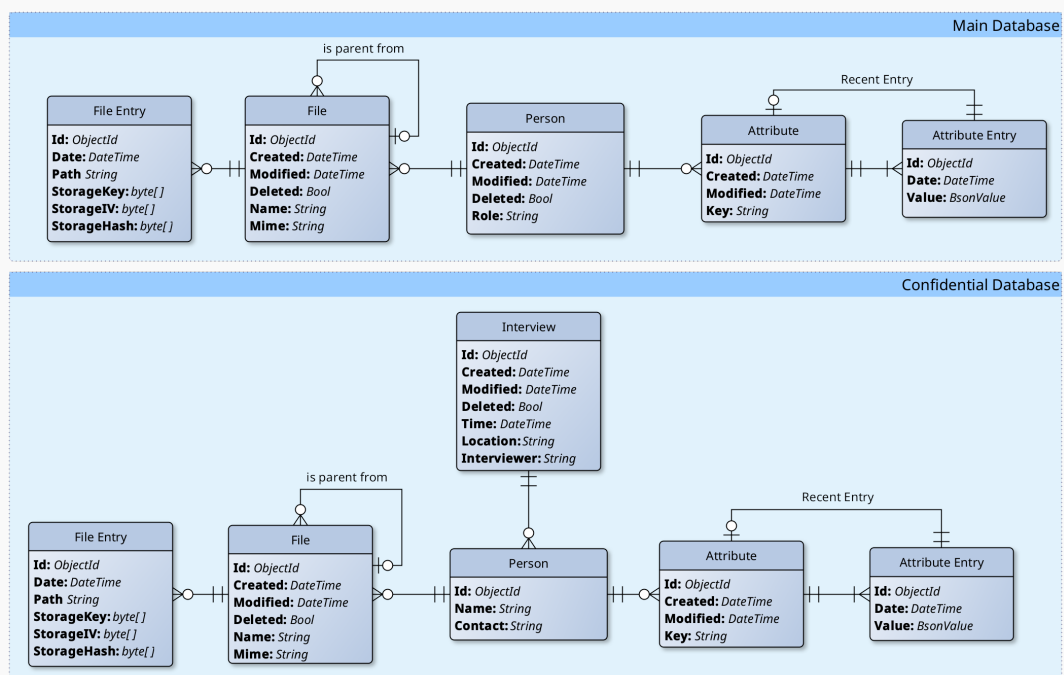 Main Database
is parent from
Recent Entry
File Entry
Id: ObjectId
Date: DateTime
Path String
StorageKey: byte[ ]
StorageIV: byte[ ]
StorageHash: byte[ ]
File
Id: ObjectId
Created: DateTime
Modified: DateTime
Deleted: Bool
Name: String
Mime: String
Person
Id: ObjectId
Created: DateTime
Modified: DateTime
Deleted: Bool
Role: String
Attribute
Id: ObjectId
Created: DateTime
Modified: DateTime
Key: String
Attribute Entry
Id: ObjectId
Date: DateTime
Value: BsonValue
Confidential Database
Interview
Id: ObjectId
Created: DateTime
Modified: DateTime
Deleted: Bool
Time: DateTime
Location: String
Interviewer: String
is parent from
Recent Entry
File Entry
Id: ObjectId
Date: DateTime
Path String
StorageKey: byte[ ]
StorageIV: byte[ ]
StorageHash: byte[ ]
File
Id: ObjectId
Created: DateTime
Modified: DateTime
Deleted: Bool
Name: String
Mime: String
Person
Id: ObjectId
Name: String
Contact: String
Attribute
Id: ObjectId
Created: DateTime
Modified: DateTime
Key: String
Attribute Entry
Id: ObjectId
Date: DateTime
Value: BsonValue